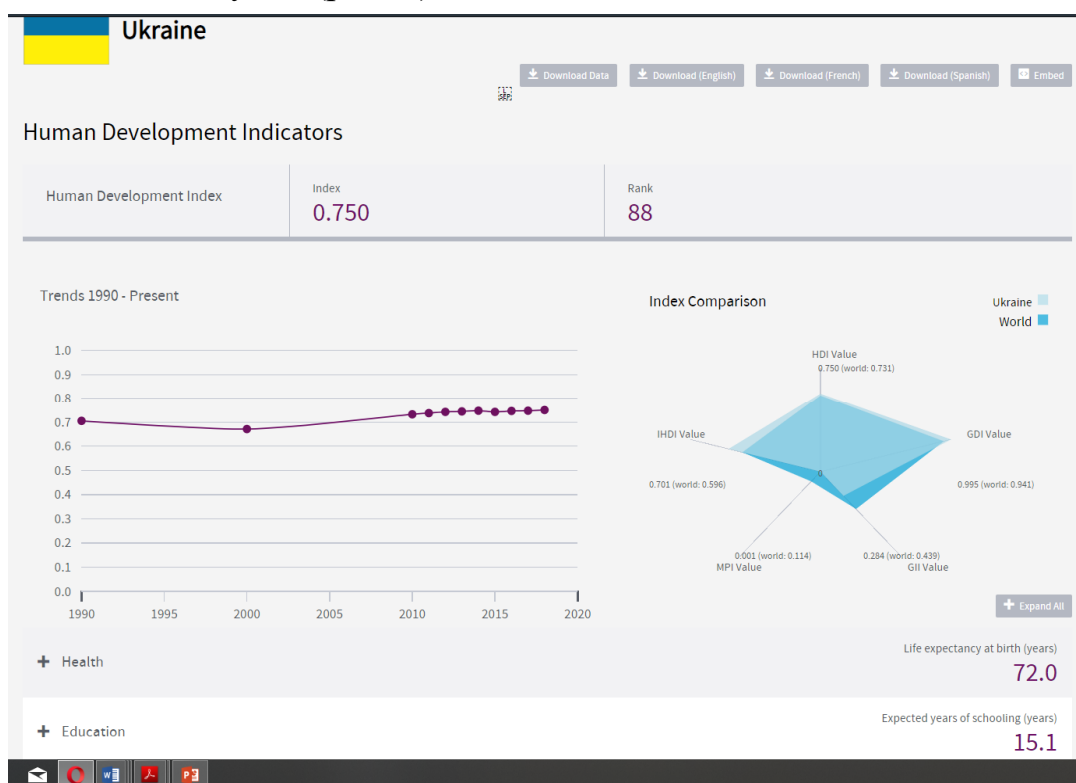 Ukraine
Download Data Download (English) Download (French) Download (Spanish) Embed
Human Development Indicators
Human Development Index
Index
0.750
Rank
88
Trends 1990 - Present
1.0
0.9
0.8
0.7
0.6
0.5
0.4
0.3
0.2
0.1
0.0
1990 1995 2000 2005 2010 2015 2020
Index Comparison
Ukraine
World
HDI Value
0.750 (world: 0.731)
IHDI Value
GDI Value
0
0.701 (world: 0.596)
0.995 (world: 0.941)
0.001 (world: 0.114)
MPI Value
0.284 (world: 0.439)
GII Value
Expand All
Health
Life expectancy at birth (years)
72.0
Education
Expected years of schooling (years)
15.1